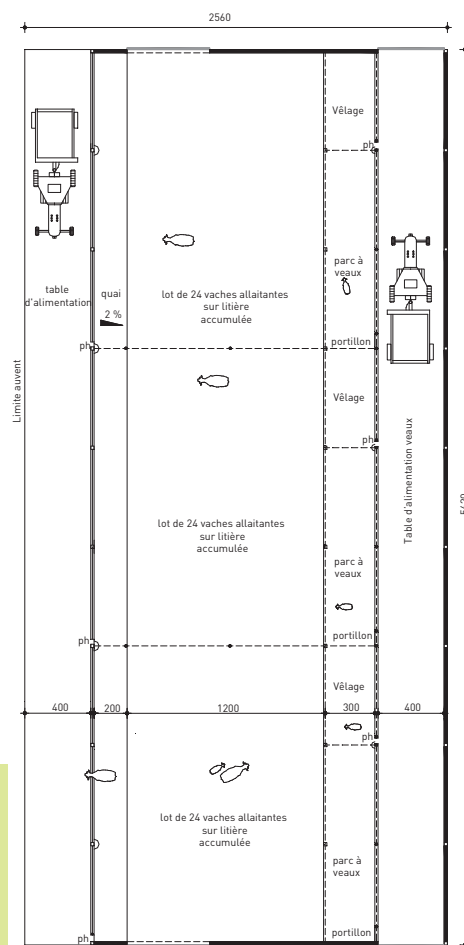 2560
Vêlage
ph
parc à
veaux
table
d'alimentation
quai
2 %
lot de 24 vaches allaitantes
sur litière
accumulée
ph
portillon
Limite auvent
Vêlage
ph
Table d'alimentation veaux
lot de 24 vaches allaitantes
sur litière
accumulée
parc à
veaux
ph
portillon
Vêlage
400
200
1200
300
400
ph
lot de 24 vaches allaitantes
sur litière
accumulée
parc à
veaux
ph
portillon